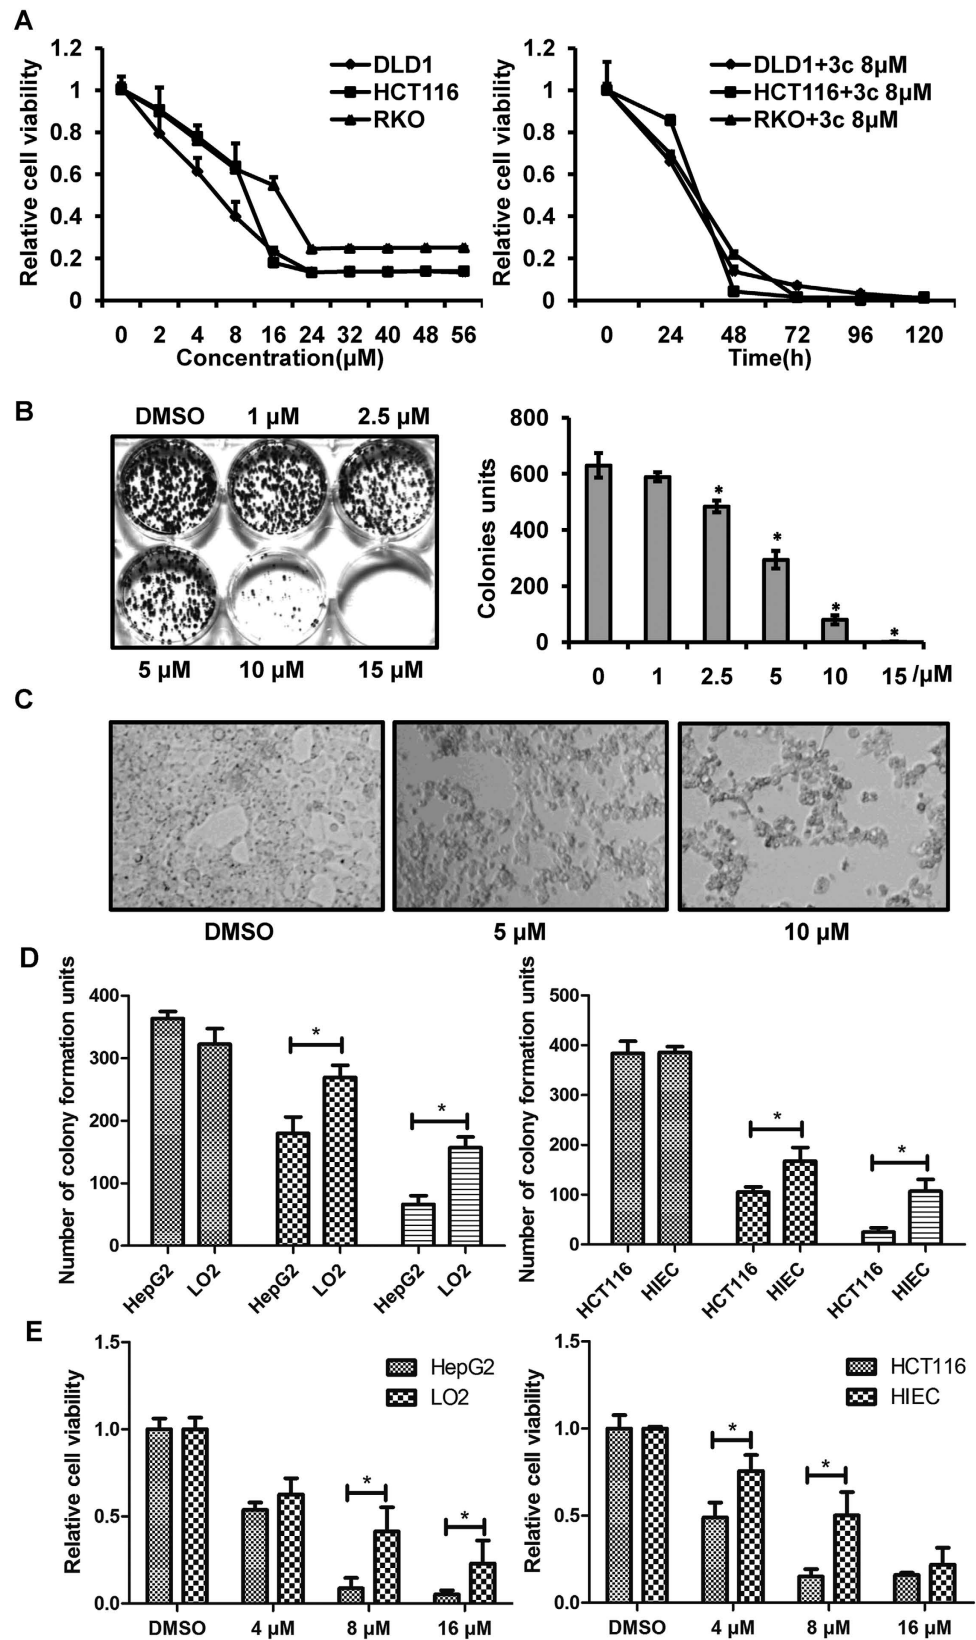 A
1.2
1
0.8
0.6
0.4
0.2
0
Relative cell viability
DLD1
HCT116
RKO
0 2 4 8 16 24 32 40 48 56
Concentration(µM)
1.2
1
0.8
0.6
0.4
0.2
0
Relative cell viability
DLD1+3c 8µM
HCT116+3c 8µM
RKO+3c 8µM
0 24 48 72 96 120
Time(h)
B
DMSO 1 µM 2.5 µM
5 µM 10 µM 15 µM
800
600
400
200
0
Colonies units
*
*
*
*
0 1 2.5 5 10 15 /µM
C
DMSO 5 µM 10 µM
D
400
300
200
100
0
Number of colony formation units
*
*
HepG2 LO2 HepG2 LO2 HepG2 LO2
500
400
300
200
100
0
Number of colony formation units
*
*
HCT116 HIEC HCT116 HIEC HCT116 HIEC
E
1.5
1.0
0.5
0.0
Relative cell viability
HepG2
LO2
*
*
DMSO 4 µM 8 µM 16 µM
1.5
1.0
0.5
0.0
Relative cell viability
HCT116
HIEC
*
*
DMSO 4 µM 8 µM 16 µM